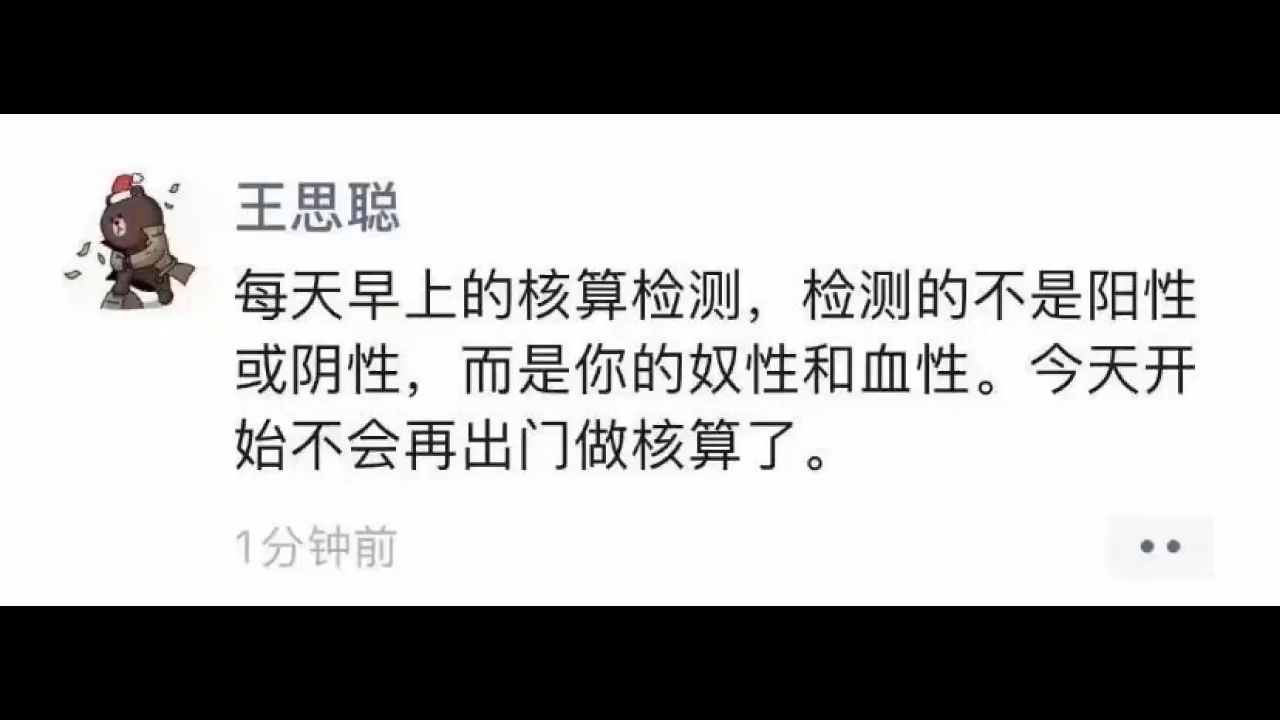 王思聪
每天早上的核算检测，检测的不是阳性
或阴性，而是你的奴性和血性。今天开
始不会再出门做核算了。
1分钟前